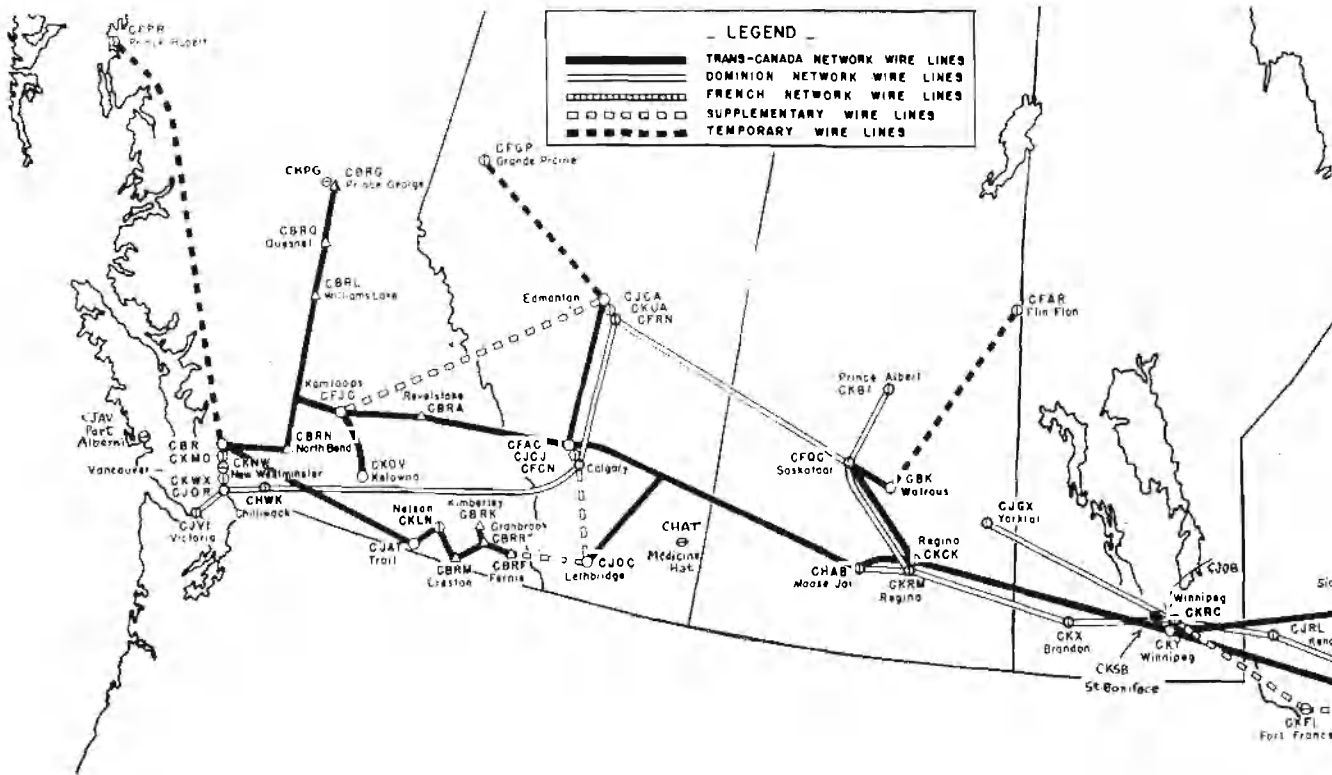 _ LEGEND _
TRANS-CANADA NETWORK WIRE LINES
DOMINION NETWORK WIRE LINES
FRENCH NETWORK WIRE LINES
SUPPLEMENTARY WIRE LINES
TEMPORARY WIRE LINES
CFPR
Prince Rupert
CFGP
Grande Prairie
CKPG
CBRG
Prince George
CBRQ
Quesnel
CBRL
Williams Lake
Edmonton
CJCA
CKUA
CFRN
CFAR
Flin Flon
Kamloops
CFJC
Revelstoke
CBRA
Prince Albert
CKBI
CJAV
Port
Alberni
CBR
CKMO
Vancouver
CKWX
CJOR
CKNW
New Westminster
CBRN
North Bend
CKOV
Kelowna
CHWK
Chilliwack
CJVI
Victoria
CFAC
CJCJ
CFCN
Calgary
CFQC
Saskatoon
CBK
Watrous
CJGX
Yorkton
Nelson
CKLN
Kimberley
CBRK
Cranbrook
CBRR
CJAT
Trail
CBRM
Creston
CBRF
Fernie
CJOC
Lethbridge
CHAT
Medicine
Hat
Regina
CKCK
CHAB
Moose Jaw
CKRM
Regina
CKX
Brandon
CJOB
Winnipeg
CKRC
CKY
Winnipeg
CKSB
St Boniface
CJRL
Keno
CKFI
Fort France